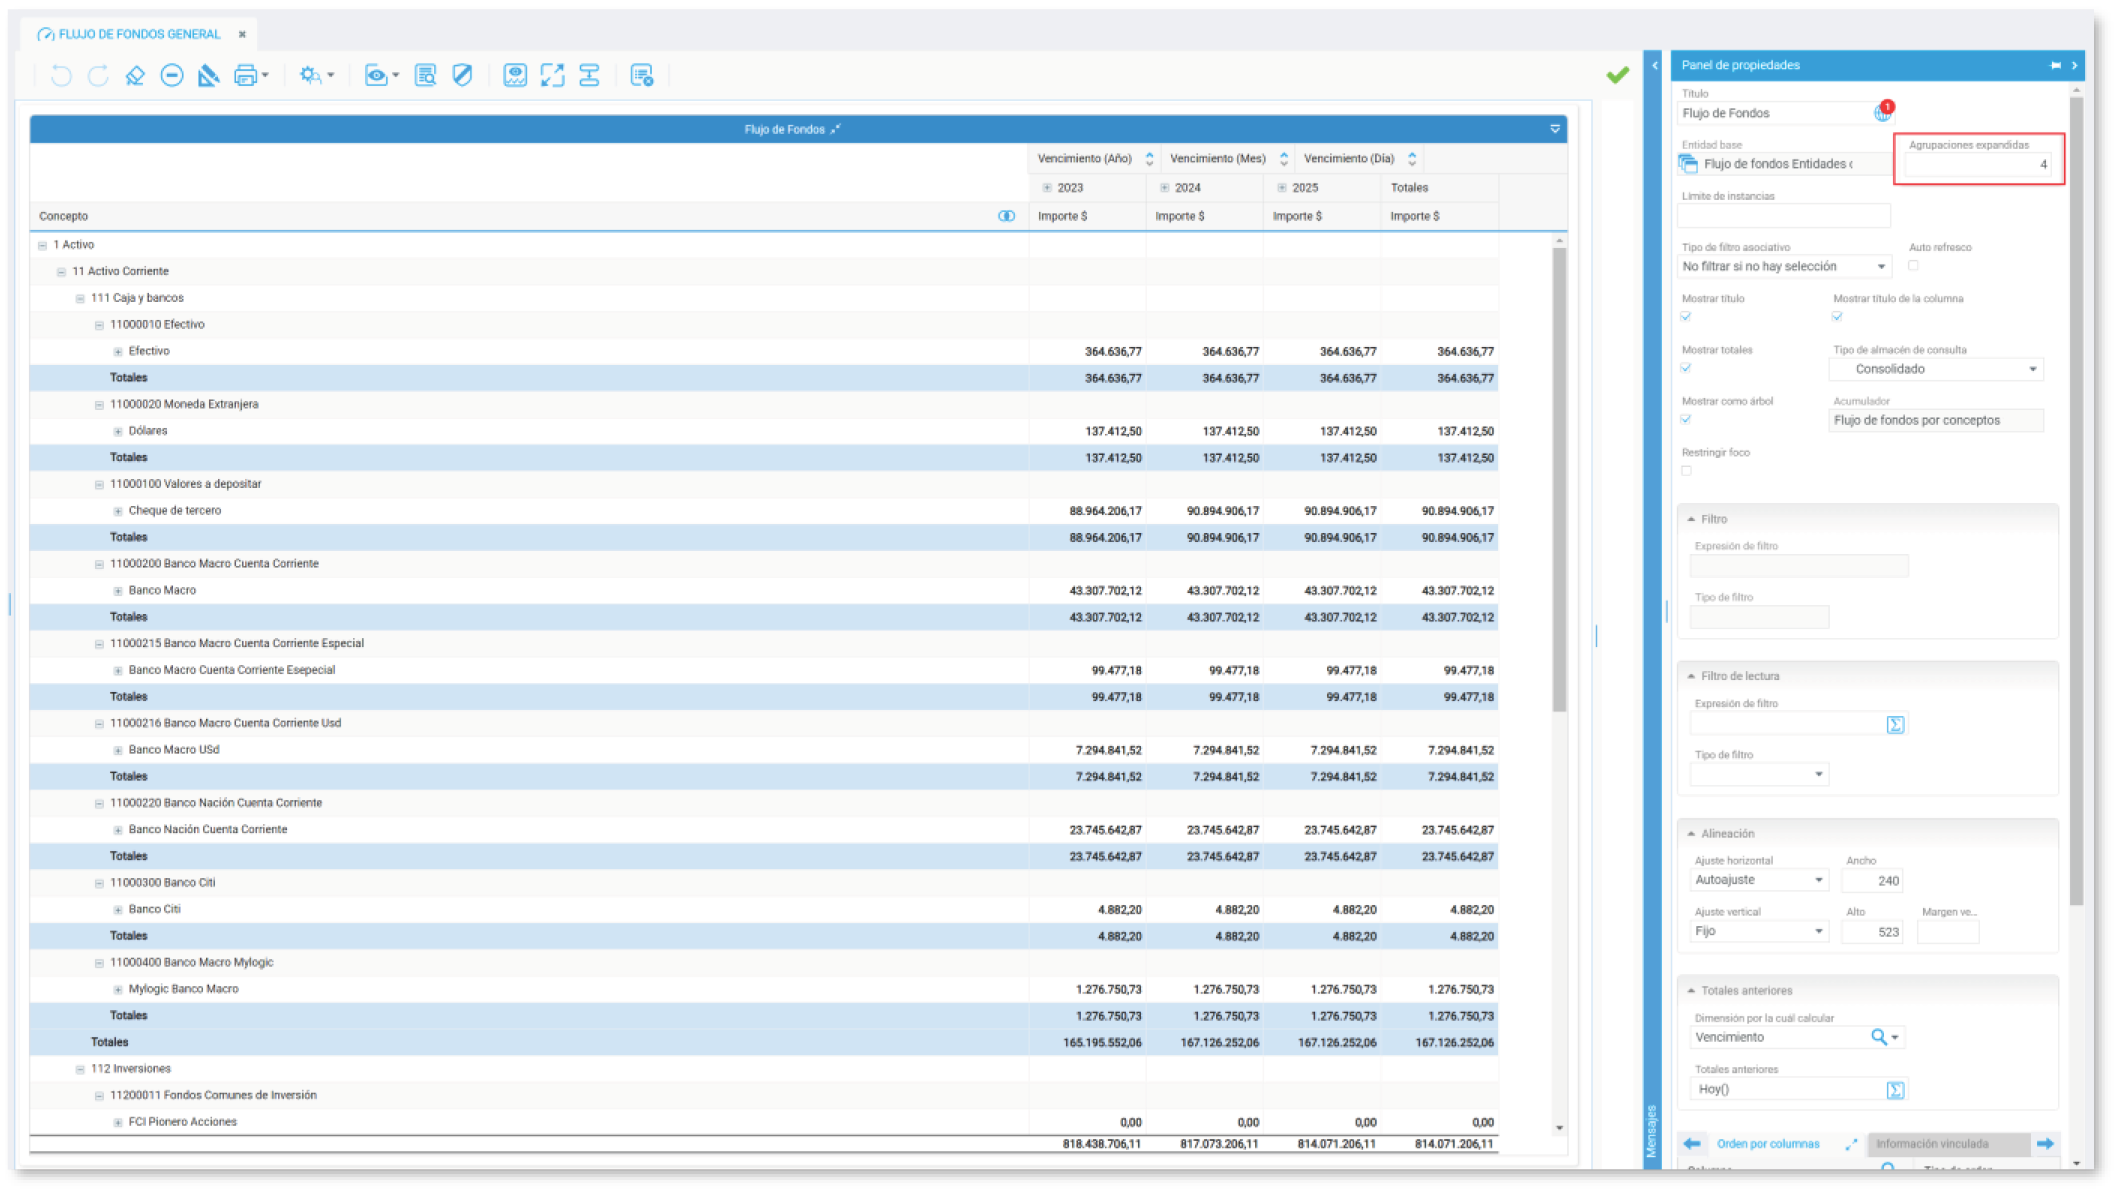 FLUJO DE FONDOS GENERAL
Flujo de Fondos
Vencimiento (Año) Vencimiento (Mes) Vencimiento (Día)
2023 2024 2025 Totales
Concepto Importe $ Importe $ Importe $ Importe $
1 Activo
11 Activo Corriente
111 Caja y bancos
11000010 Efectivo
Efectivo 364.636,77 364.636,77 364.636,77 364.636,77
Totales 364.636,77 364.636,77 364.636,77 364.636,77
11000020 Moneda Extranjera
Dólares 137.412,50 137.412,50 137.412,50 137.412,50
Totales 137.412,50 137.412,50 137.412,50 137.412,50
11000100 Valores a depositar
Cheque de tercero 88.964.206,17 90.894.906,17 90.894.906,17 90.894.906,17
Totales 88.964.206,17 90.894.906,17 90.894.906,17 90.894.906,17
11000200 Banco Macro Cuenta Corriente
Banco Macro 43.307.702,12 43.307.702,12 43.307.702,12 43.307.702,12
Totales 43.307.702,12 43.307.702,12 43.307.702,12 43.307.702,12
11000215 Banco Macro Cuenta Corriente Especial
Banco Macro Cuenta Corriente Esepecial 99.477,18 99.477,18 99.477,18 99.477,18
Totales 99.477,18 99.477,18 99.477,18 99.477,18
11000216 Banco Macro Cuenta Corriente Usd
Banco Macro USd 7.294.841,52 7.294.841,52 7.294.841,52 7.294.841,52
Totales 7.294.841,52 7.294.841,52 7.294.841,52 7.294.841,52
11000220 Banco Nación Cuenta Corriente
Banco Nación Cuenta Corriente 23.745.642,87 23.745.642,87 23.745.642,87 23.745.642,87
Totales 23.745.642,87 23.745.642,87 23.745.642,87 23.745.642,87
11000300 Banco Citi
Banco Citi 4.882,20 4.882,20 4.882,20 4.882,20
Totales 4.882,20 4.882,20 4.882,20 4.882,20
11000400 Banco Macro Mylogic
Mylogic Banco Macro 1.276.750,73 1.276.750,73 1.276.750,73 1.276.750,73
Totales 1.276.750,73 1.276.750,73 1.276.750,73 1.276.750,73
Totales 165.195.552,06 167.126.252,06 167.126.252,06 167.126.252,06
112 Inversiones
11200011 Fondos Comunes de Inversión
FCI Pionero Acciones 0,00 0,00 0,00 0,00
818.438.706,11 817.073.206,11 814.071.206,11 814.071.206,11
Mensajes
Panel de propiedades
Título
Flujo de Fondos 1
Entidad base Agrupaciones expandidas
Flujo de fondos Entidades 4
Límite de instancias
Tipo de filtro asociativo Auto refresco
No filtrar si no hay selección
Mostrar título Mostrar título de la columna
Mostrar totales Tipo de almacén de consulta
Consolidado
Mostrar como árbol Acumulador
Flujo de fondos por conceptos
Restringir foco
Filtro
Expresión de filtro
Tipo de filtro
Filtro de lectura
Expresión de filtro
Tipo de filtro
Alineación
Ajuste horizontal Ancho
Autoajuste 240
Ajuste vertical Alto Margen ve...
Fijo 523
Totales anteriores
Dimensión por la cuál calcular
Vencimiento
Totales anteriores
Hoy()
Orden por columnas Información vinculada